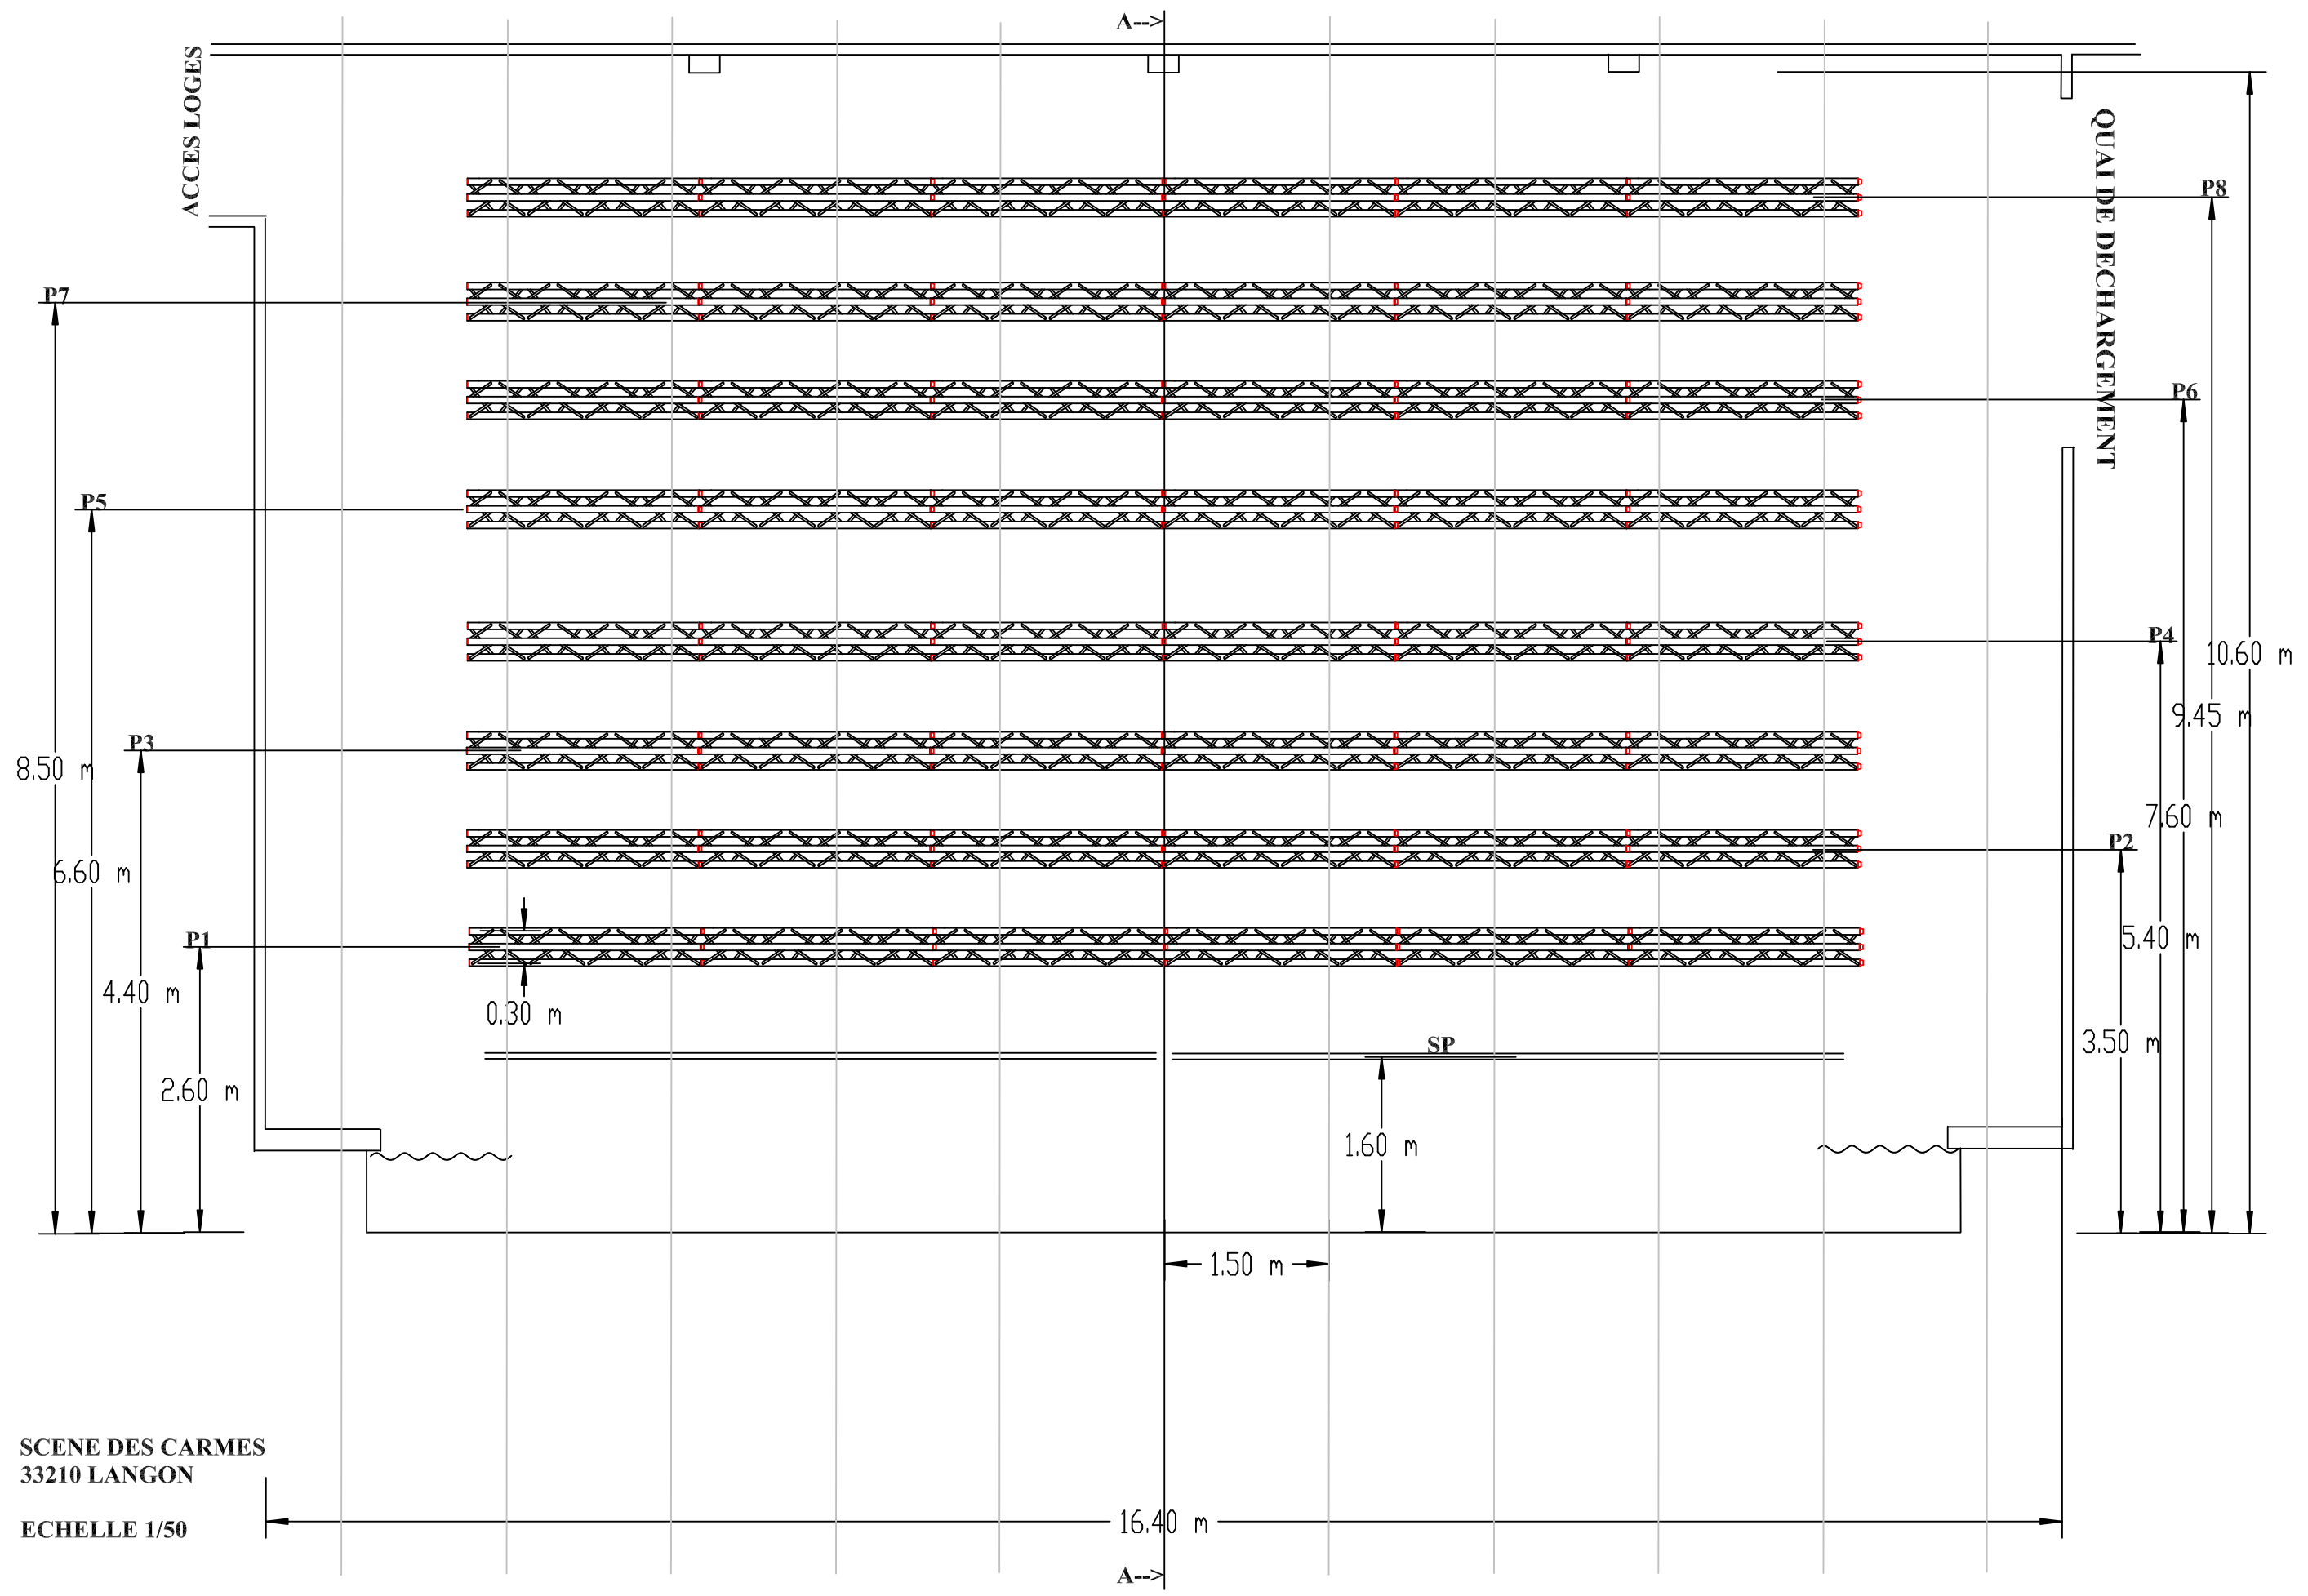 A-->
ACCES LOGES
QUAI DE DECHARGEMENT
P8
P7
P6
P5
P4
10.60 m
9.45 m
P3
8.50 m
7.60 m
P2
6.60 m
P1
5.40 m
4.40 m
0.30 m
3.50 m
SP
2.60 m
1.60 m
1.50 m
SCENE DES CARMES
33210 LANGON
16.40 m
ECHELLE 1/50
A-->